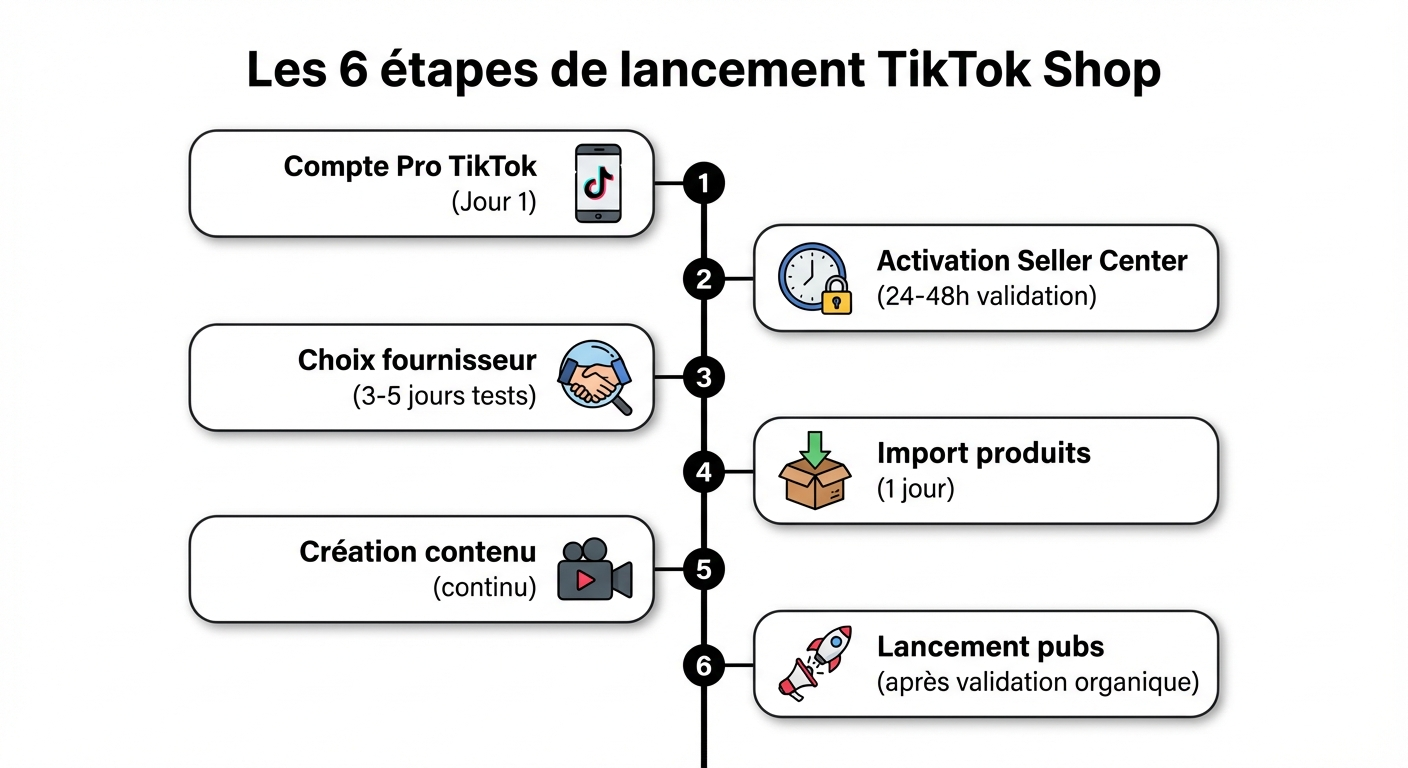 Les 6 étapes de lancement TikTok Shop
Compte Pro TikTok
(Jour 1)
1
2
Activation Seller Center
(24-48h validation)
Choix fournisseur
(3-5 jours tests)
3
4
Import produits
(1 jour)
Création contenu
(continu)
5
6
Lancement pubs
(après validation organique)